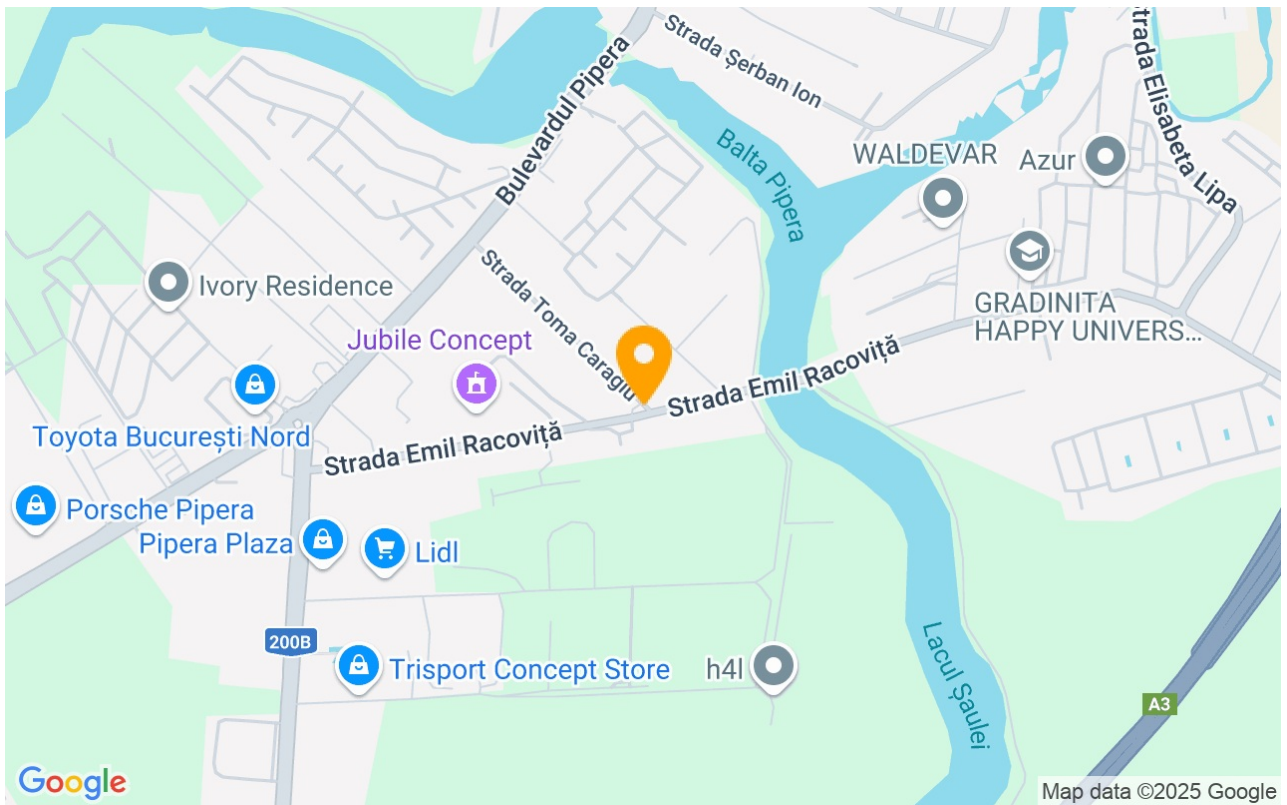 Strada Șerban Ion
Strada Elisabeta Lipa
Bulevardul Pipera
Balta Pipera
WALDEVAR
Azur
Strada Toma Caragiu
Ivory Residence
GRADINITA
HAPPY UNIVERS...
Jubile Concept
Strada Emil Racoviță
Toyota București Nord
Strada Emil Racoviță
Porsche Pipera
Pipera Plaza
Lidl
200B
Trisport Concept Store
h4l
Lacul Șaulei
A3
Google
Map data ©2025 Google